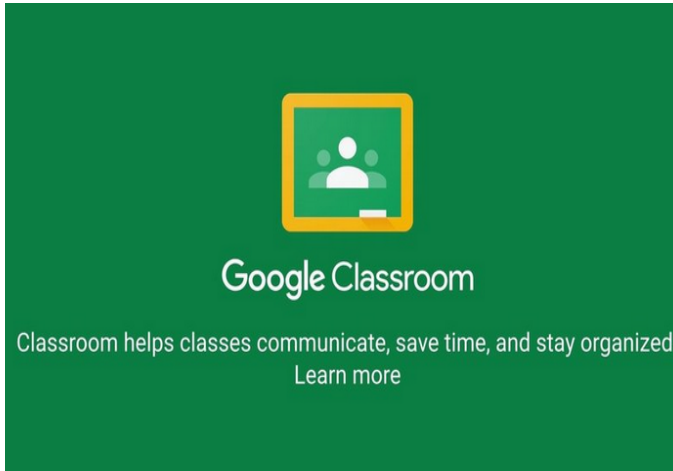 Google Classroom
Classroom helps classes communicate, save time, and stay organized
Learn more